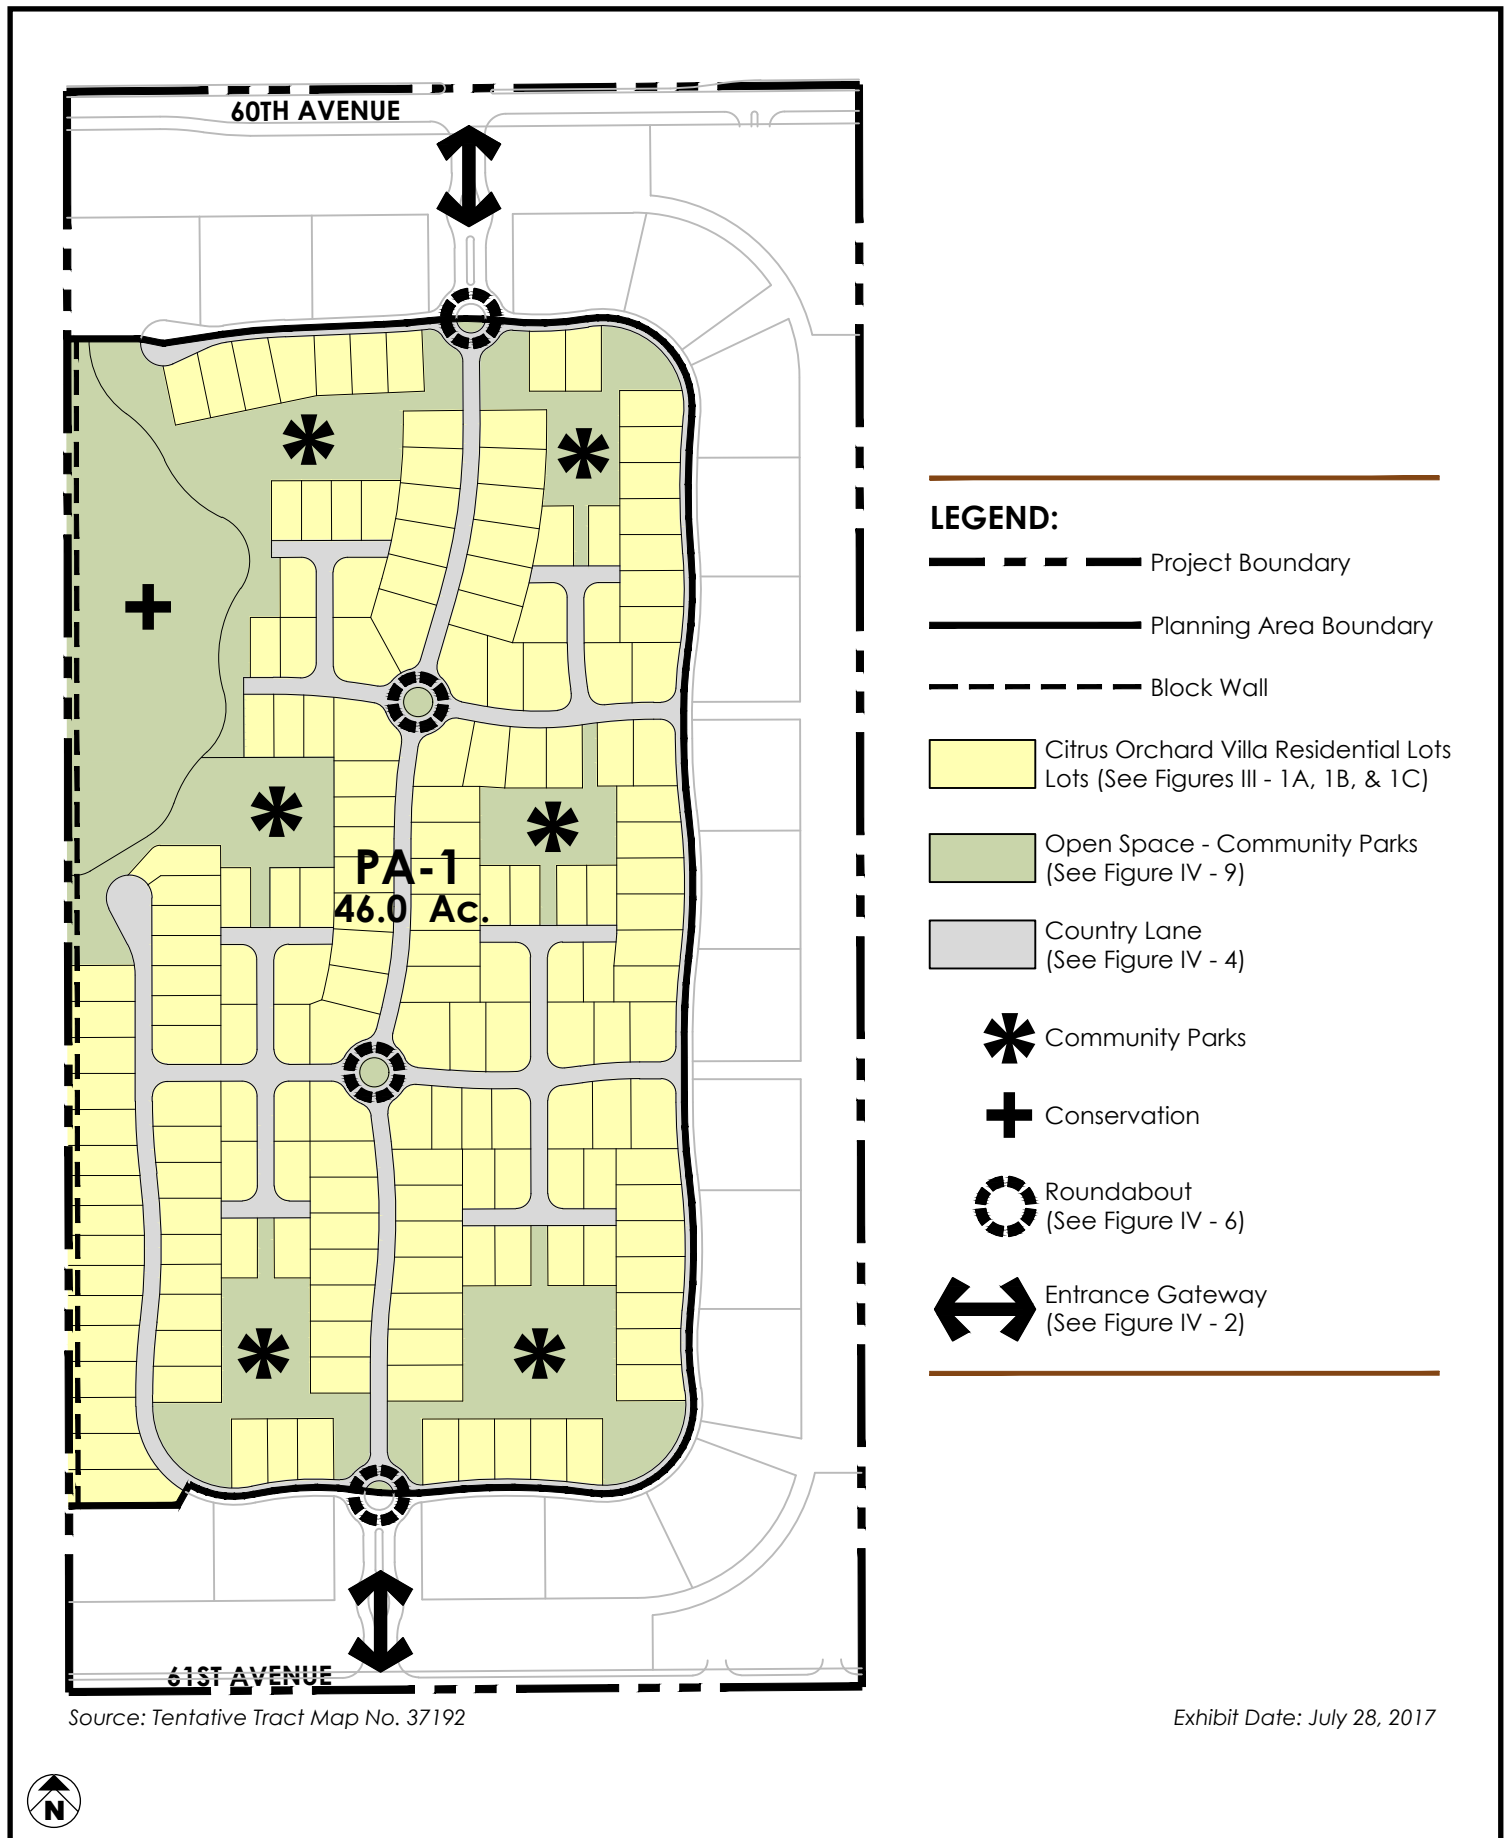 60TH AVENUE
PA-1
46.0 Ac.
61ST AVENUE
LEGEND:
Project Boundary
Planning Area Boundary
Block Wall
Citrus Orchard Villa Residential Lots
Lots (See Figures III - 1A, 1B, & 1C)
Open Space - Community Parks
(See Figure IV - 9)
Country Lane
(See Figure IV - 4)
Community Parks
Conservation
Roundabout
(See Figure IV - 6)
Entrance Gateway
(See Figure IV - 2)
Source: Tentative Tract Map No. 37192
Exhibit Date: July 28, 2017
N